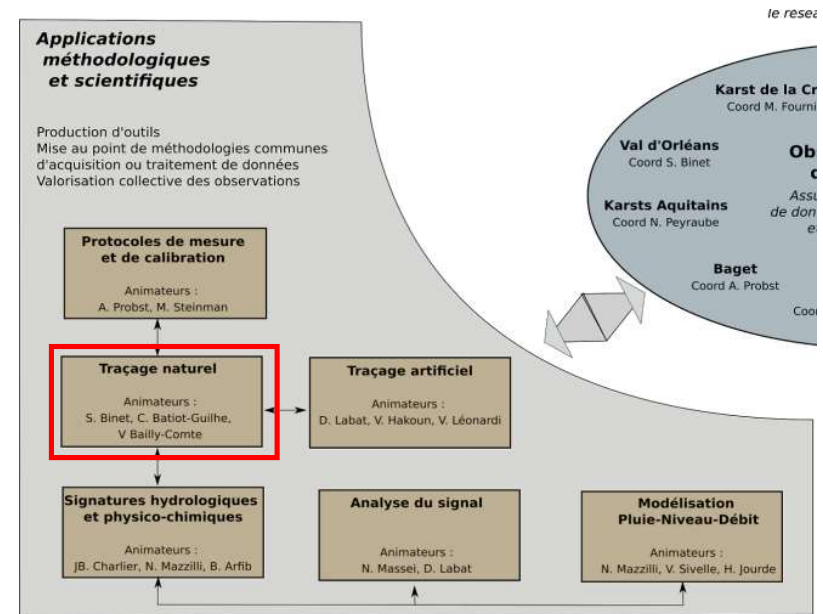 le résea
Applications
méthodologiques
et scientifiques
Production d'outils
Mise au point de méthodologies communes
d'acquisition ou traitement de données
Valorisation collective des observations
Protocoles de mesure
et de calibration
Animateurs :
A. Probst, M. Steinman
Traçage naturel
Animateurs :
S. Binet, C. Batiot-Guilhe,
V Bailly-Comte
Traçage artificiel
Animateurs :
D. Labat, V. Hakoun, V. Léonardi
Signatures hydrologiques
et physico-chimiques
Animateurs :
JB. Charlier, N. Mazzilli, B. Arfib
Analyse du signal
Animateurs :
N. Massei, D. Labat
Modélisation
Pluie-Niveau-Débit
Animateurs :
N. Mazzilli, V. Sivelle, H. Jourde
Karst de la Cr
Coord M. Fourni
Val d'Orléans
Coord S. Binet
Karsts Aquitains
Coord N. Peyraube
Baget
Coord A. Probst
Ob
Assu
de don
Coo